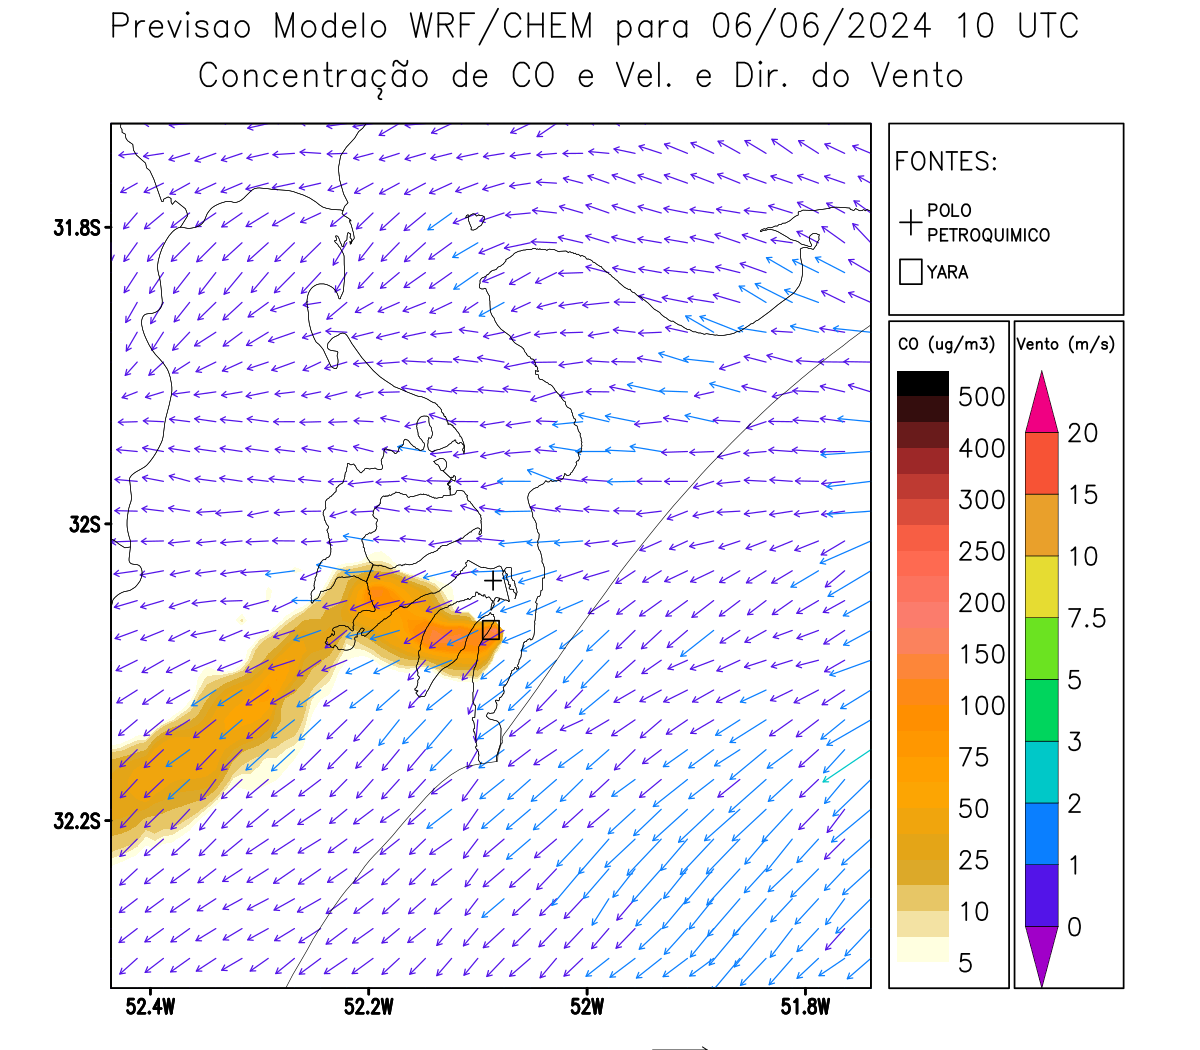 Previsao Modelo WRF/CHEM para 06/06/2024 10 UTC
Concentração de CO e Vel. e Dir. do Vento
FONTES:
POLO
PETROQUIMICO
YARA
31.8S
32S
32.2S
52.4W
52.2W
52W
51.8W
CO (ug/m3)
500
400
300
250
200
150
100
75
50
25
10
5
Vento (m/s)
20
15
10
7.5
5
3
2
1
0